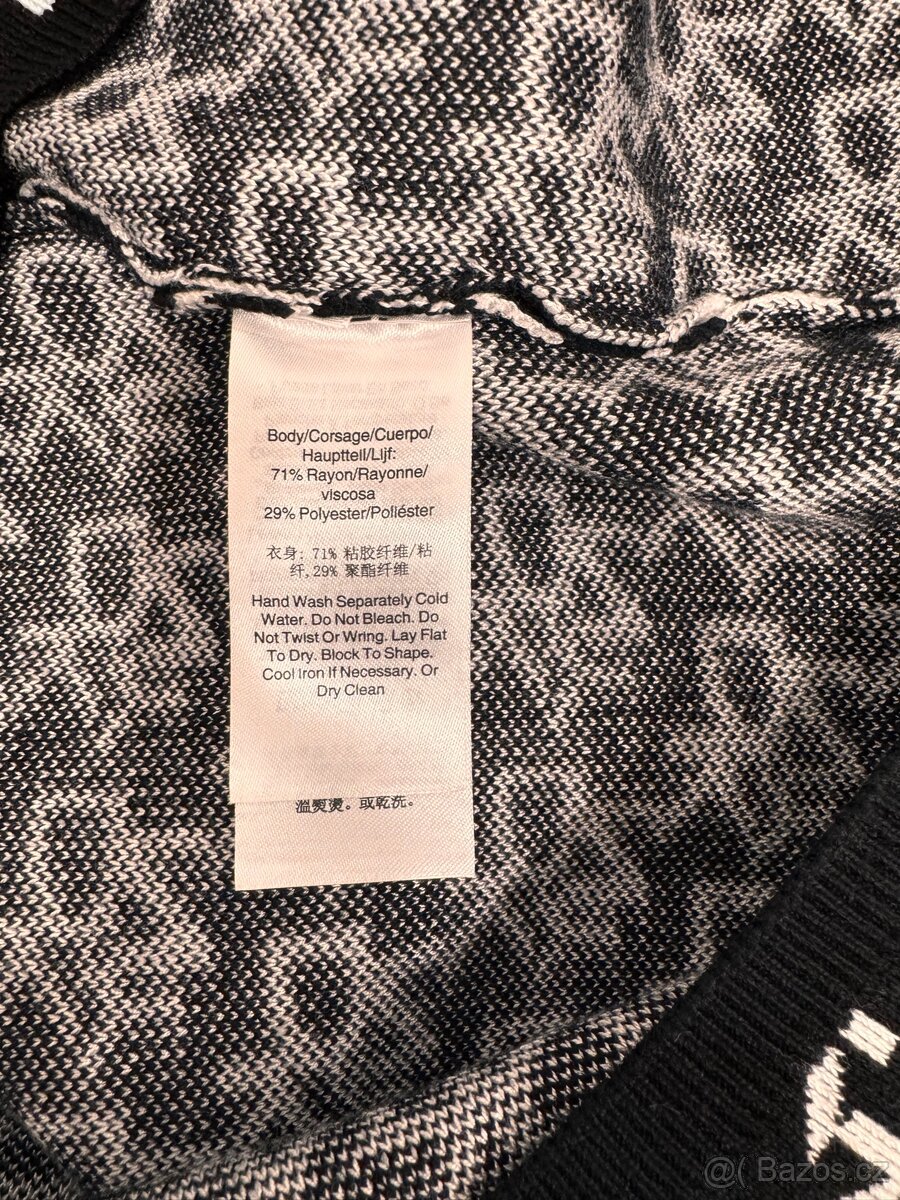 Body/Corsage/Cuerpo/
Hauptteil/Lijf:
71% Rayon/Rayonne/
viscosa
29% Polyester/Poliéster
衣身: 71% 粘胶纤维/粘
纤,29% 聚酯纤维
Hand Wash Separately Cold
Water. Do Not Bleach. Do
Not Twist Or Wring. Lay Flat
To Dry. Block To Shape.
Cool Iron If Necessary. Or
Dry Clean
溫熨燙。或乾洗。
@( Bazos.cz